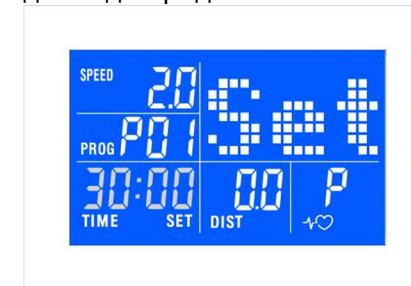 SPEED 2.0
Set
PROG P01
30:00 0.0 P
TIME SET DIST